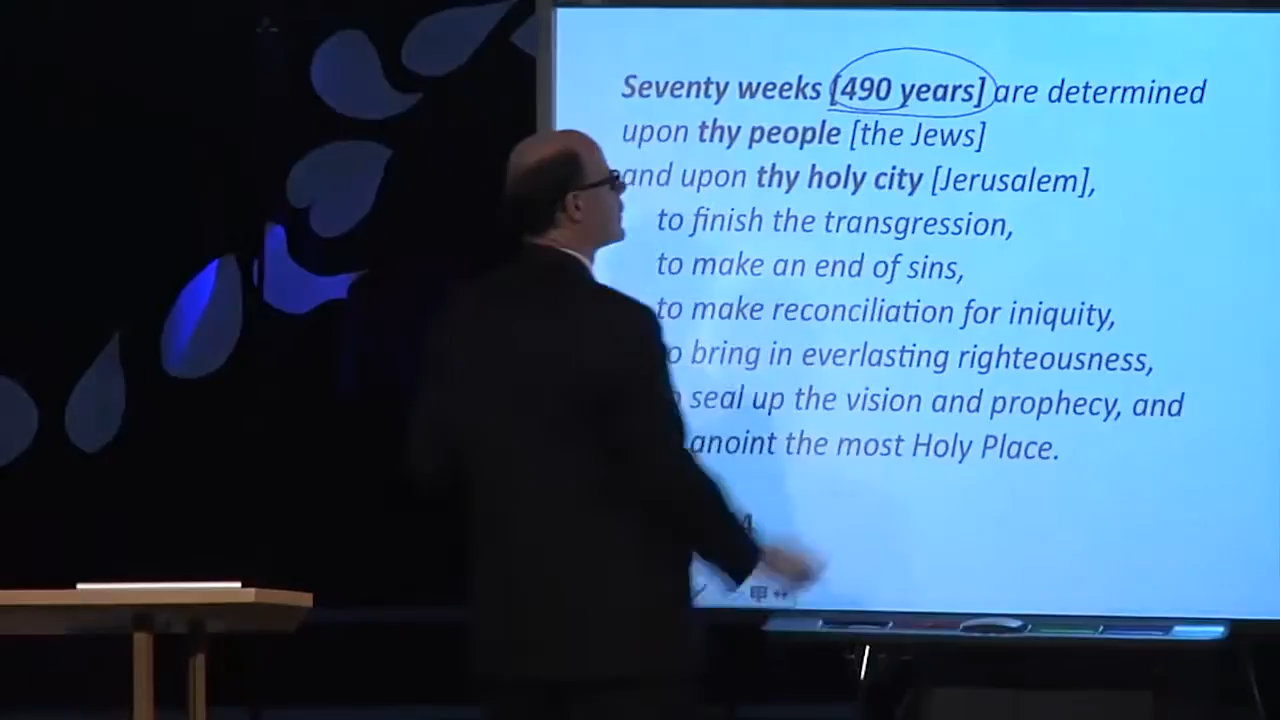 Seventy weeks [490 years] are determined
upon thy people [the Jews]
and upon thy holy city [Jerusalem],
to finish the transgression,
to make an end of sins,
to make reconciliation for iniquity,
bring in everlasting righteousness,
seal up the vision and prophecy, and
anoint the most Holy Place.